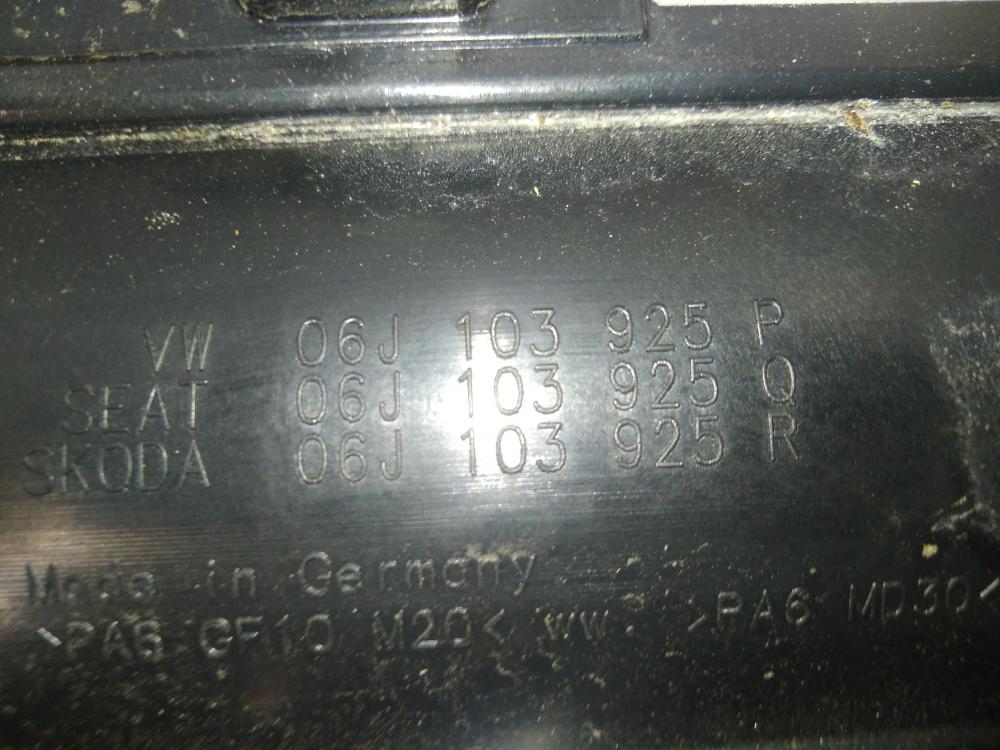 VW 06J 103 925 P
SEAT 06J 103 925 Q
SKODA 06J 103 925 R
Made in Germany
>PA6 GF10 M20< ww. >PA6 MD30<